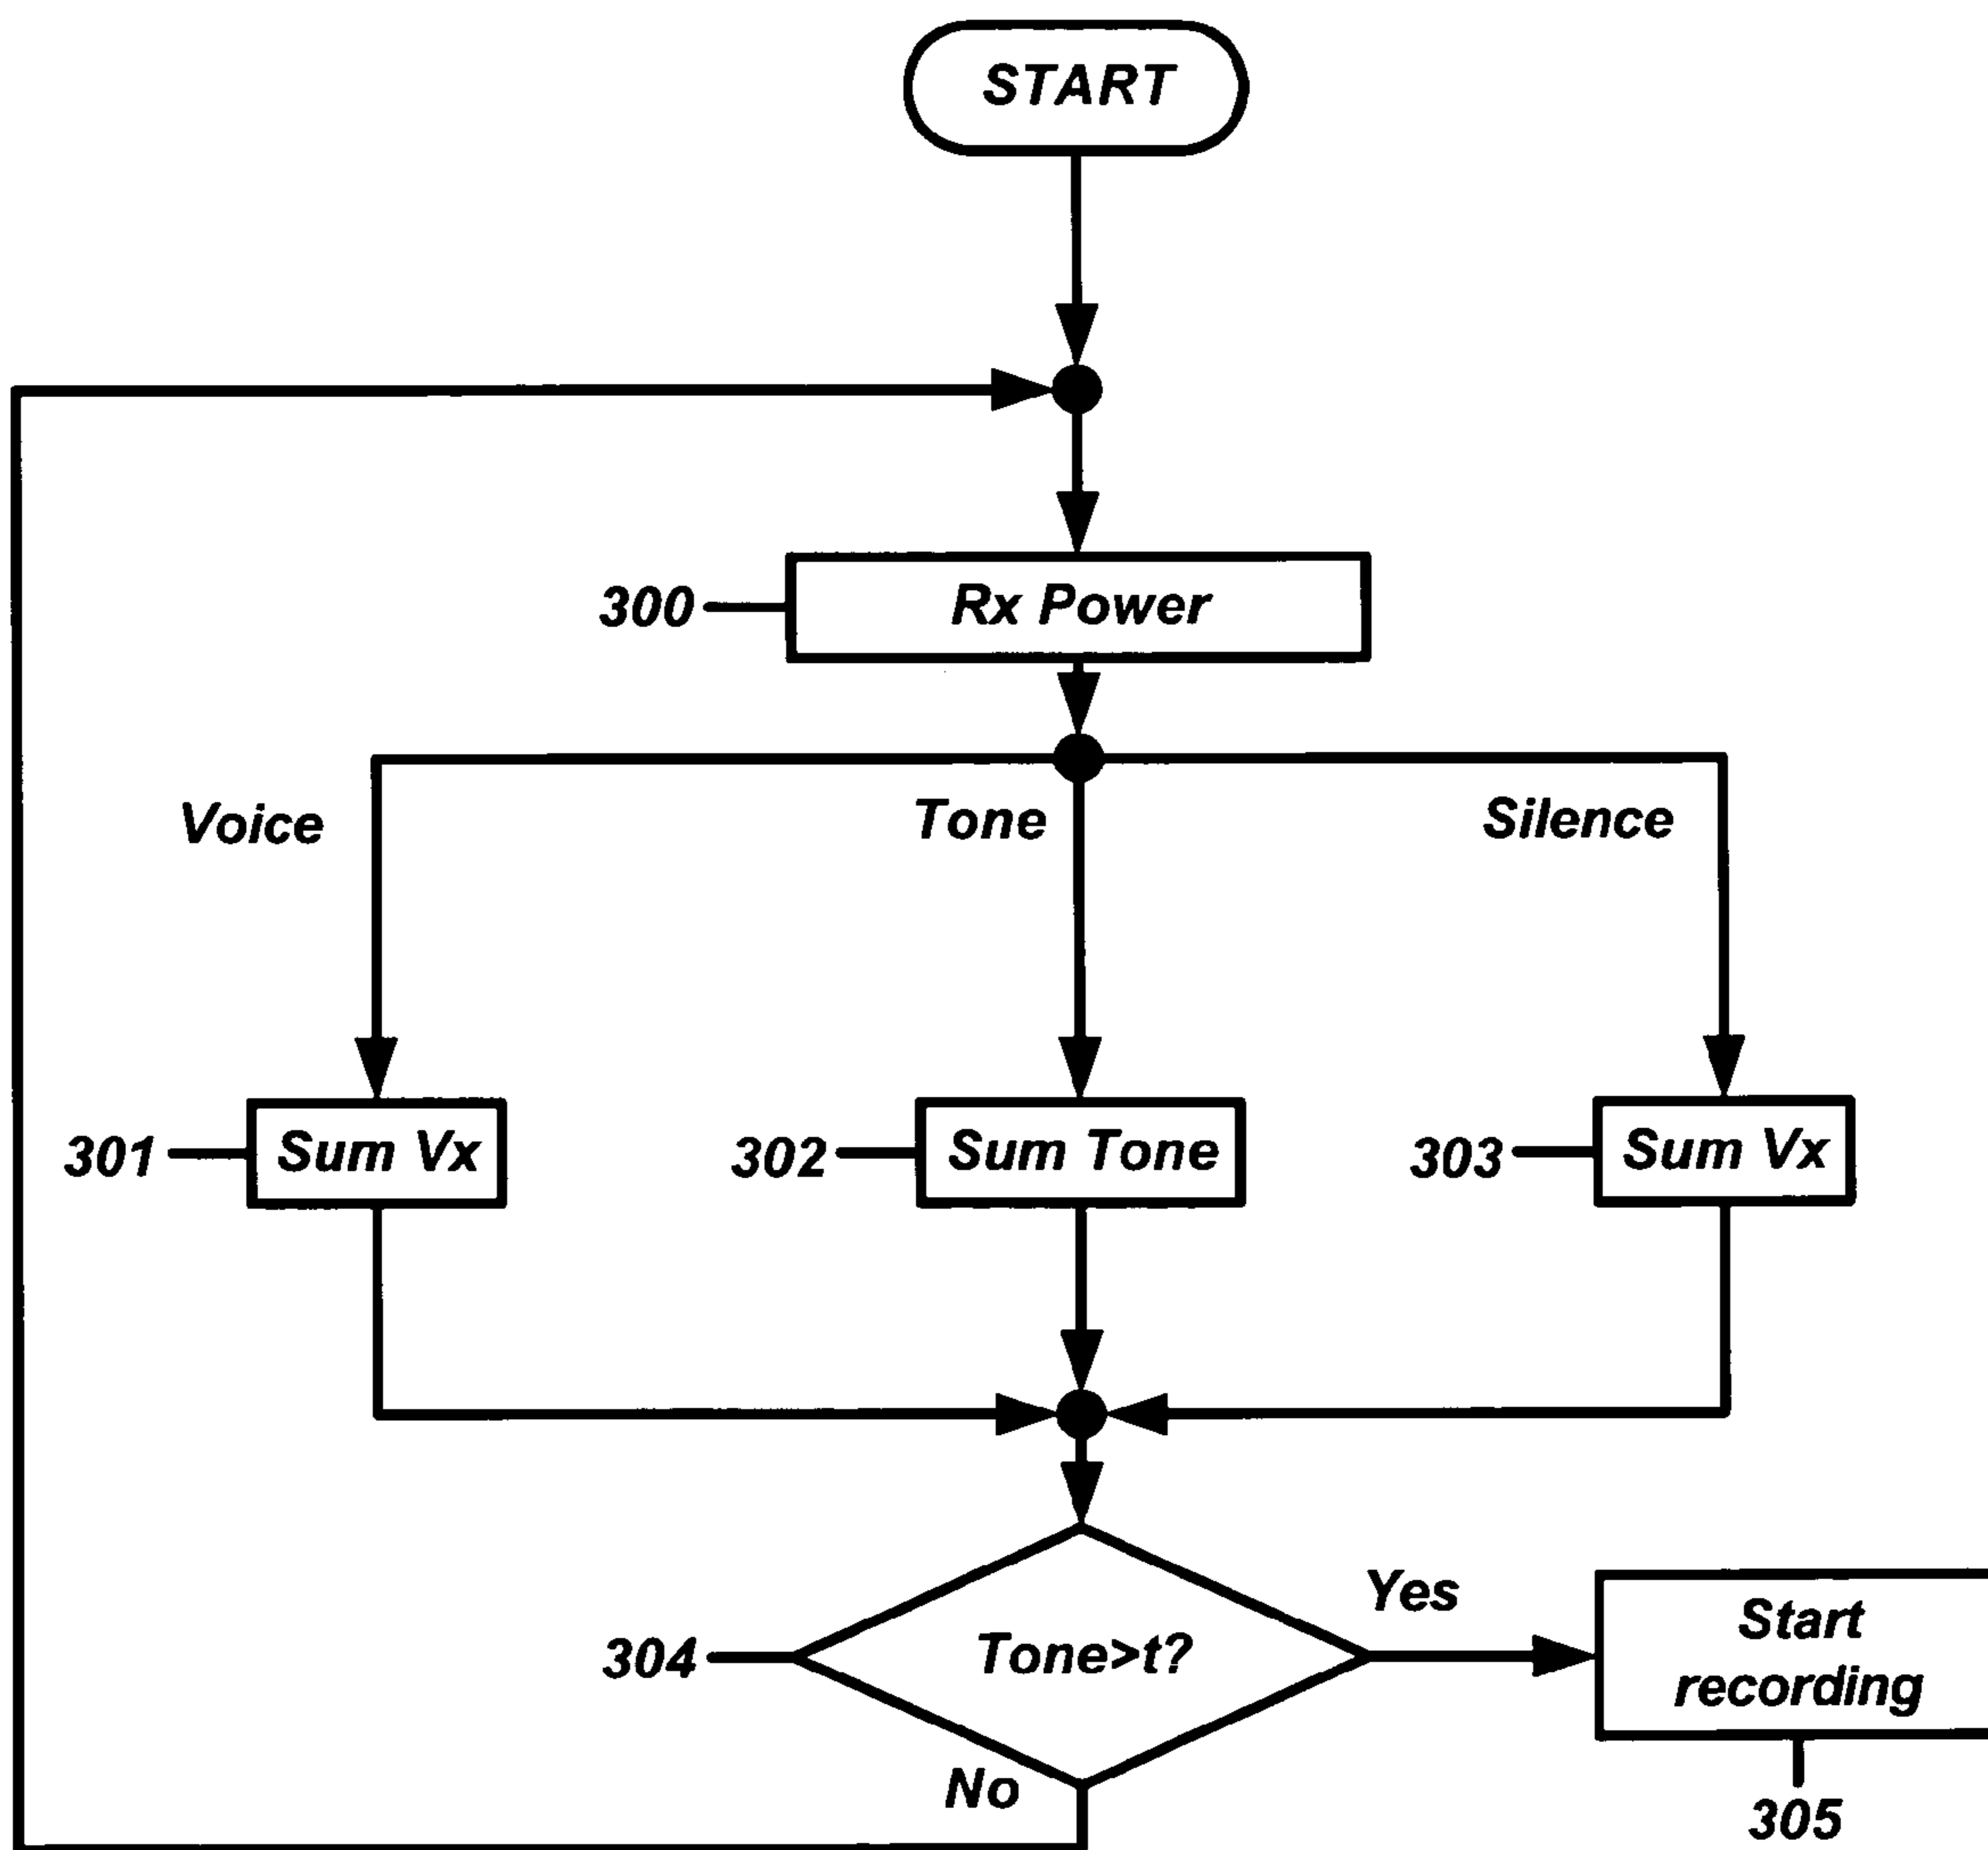 START
300
Rx Power
Voice
Tone
Silence
301
Sum Vx
302
Sum Tone
303
Sum Vx
304
Tone>t?
Yes
Start
recording
No
305